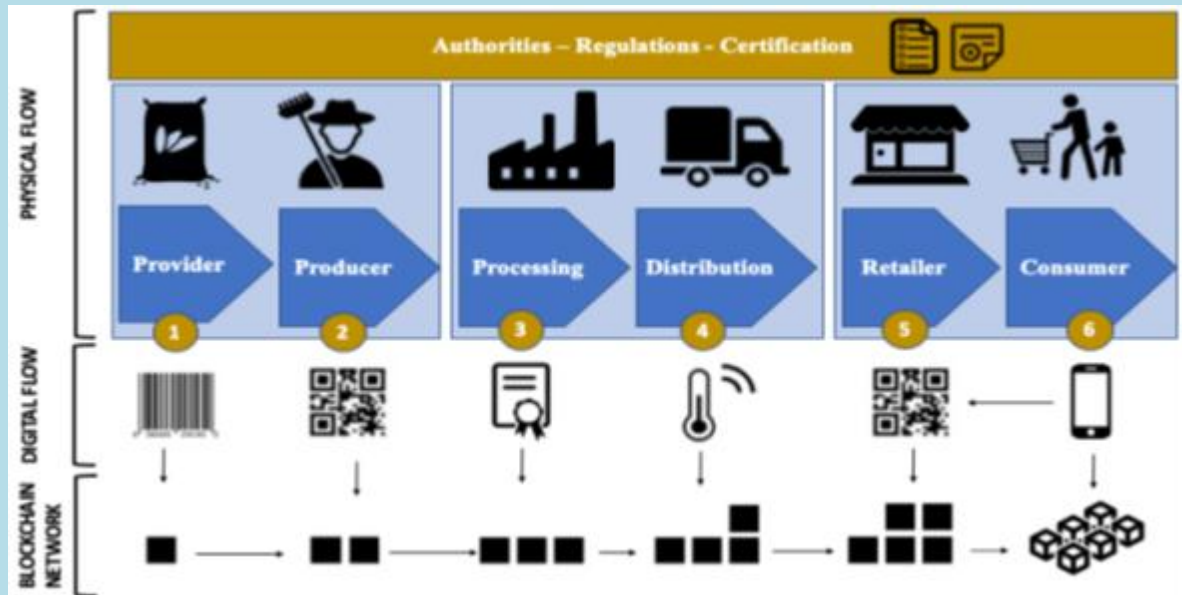 Authorities – Regulations - Certification
PHYSICAL FLOW
Provider
Producer
Processing
Distribution
Retailer
Consumer
1
2
3
4
5
6
DIGITAL FLOW
BLOCKCHAIN
NETWORK